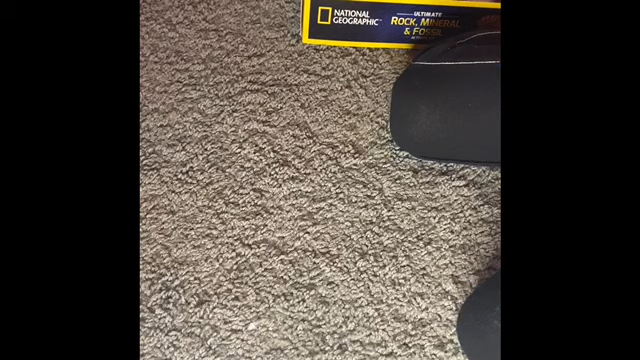 NATIONAL
GEOGRAPHIC
ULTIMATE
ROCK, MINERAL
& FOSSIL